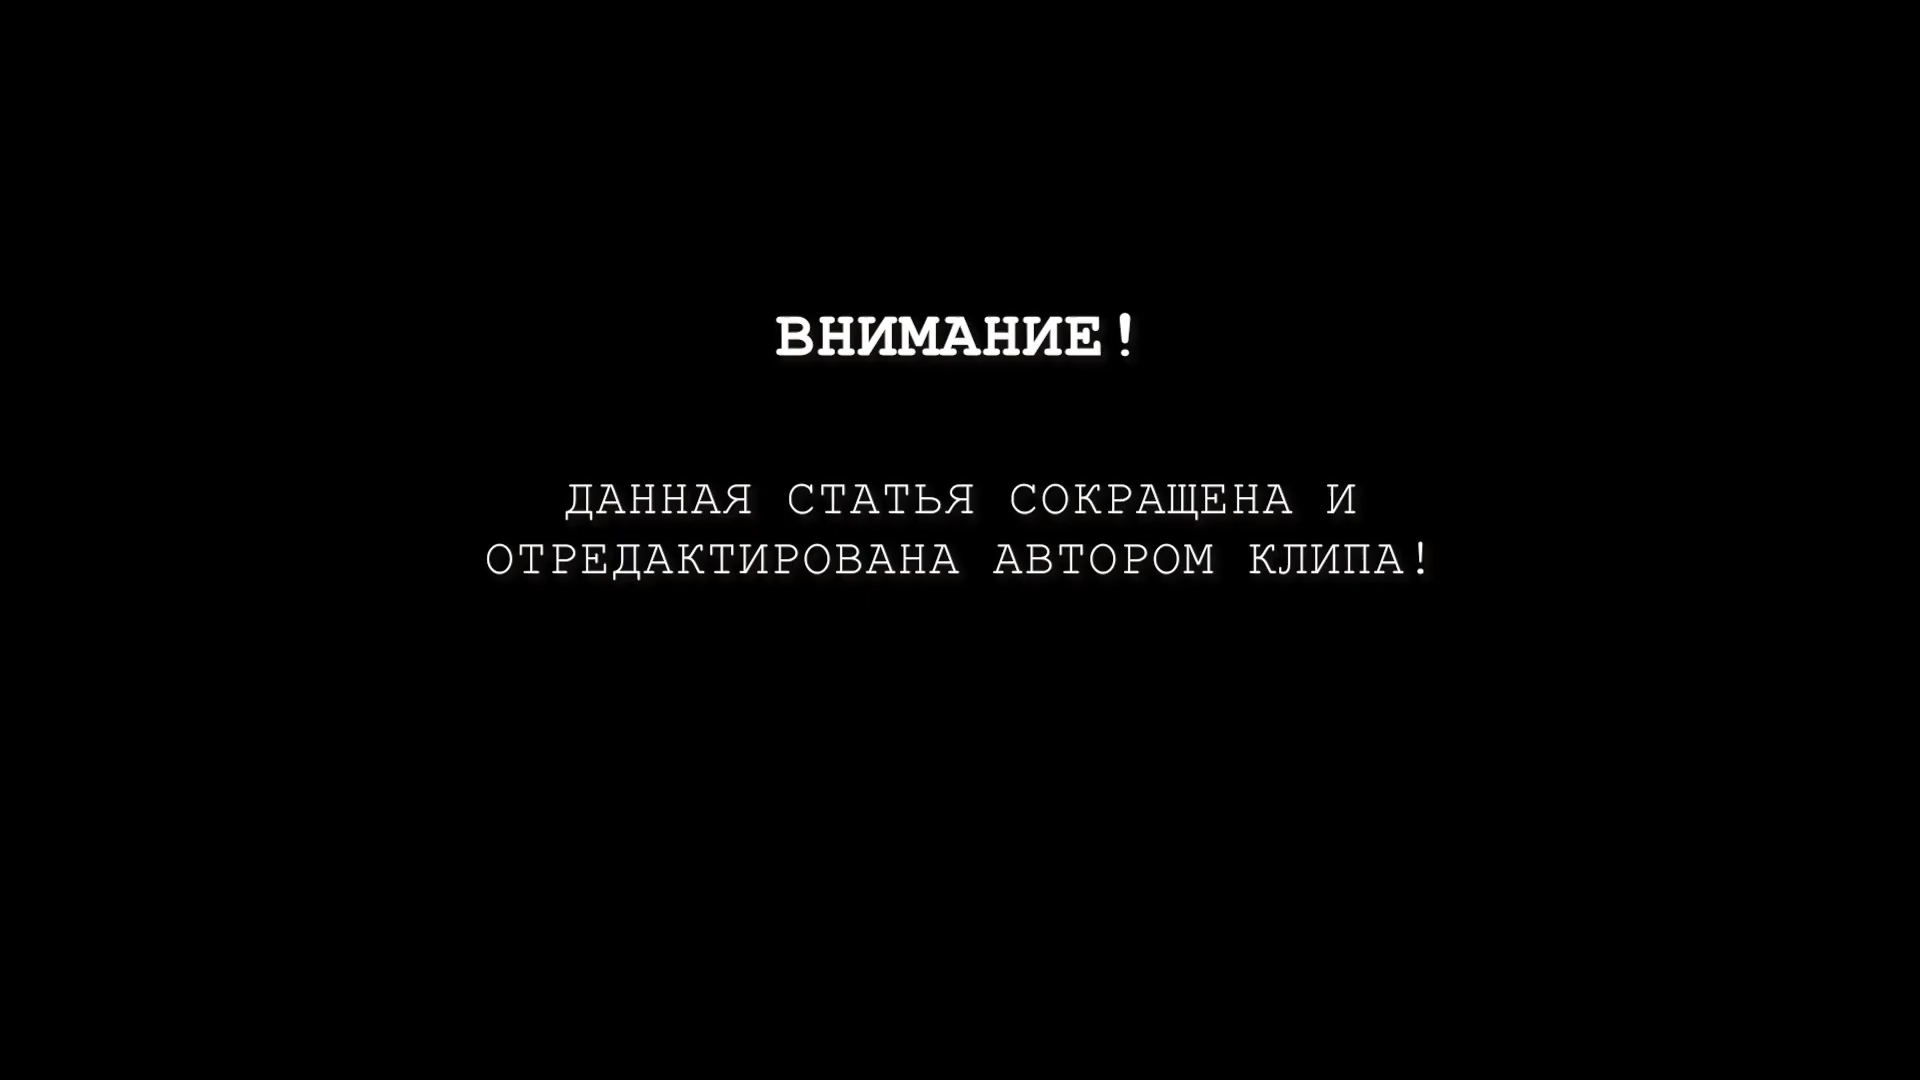 ВНИМАНИЕ!
ДАННАЯ СТАТЬЯ СОКРАЩЕНА И
ОТРЕДАКТИРОВАНА АВТОРОМ КЛИПА!